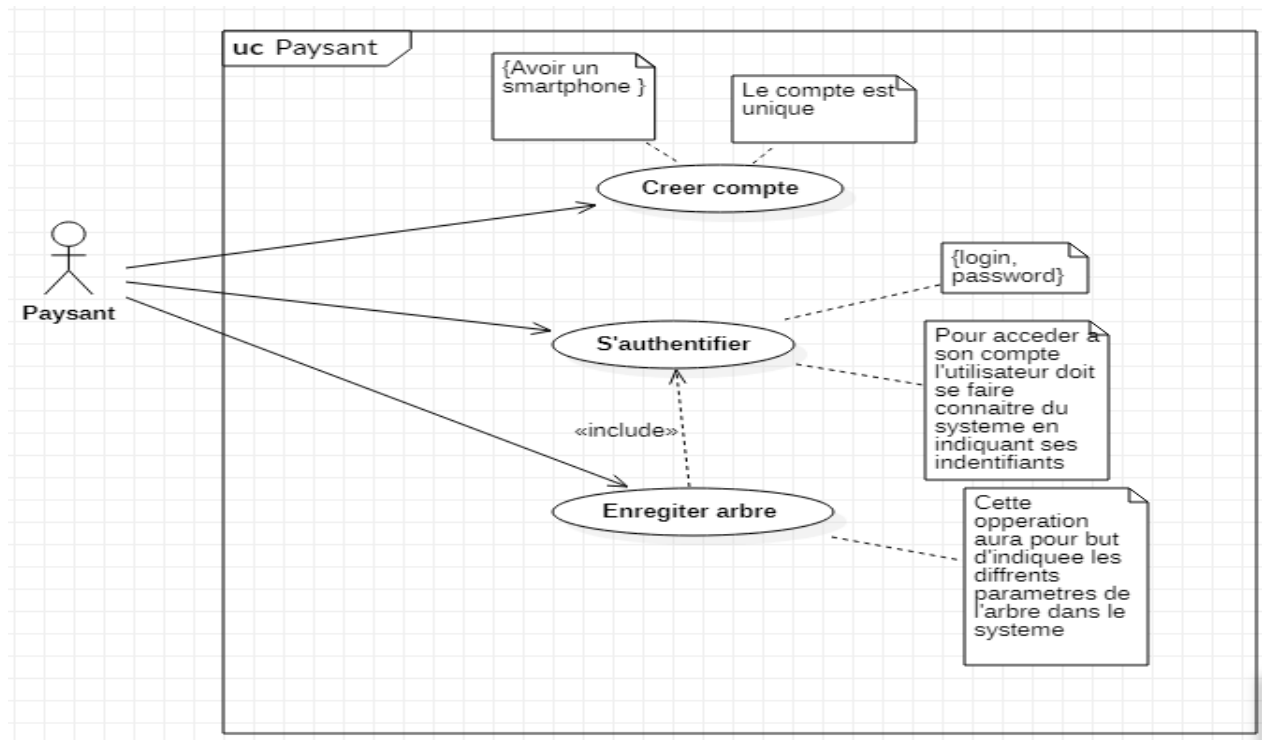 uc Paysant
{Avoir un
smartphone }
Le compte est
unique
Creer compte
Paysant
{login,
password}
S'authentifier
Pour acceder a
son compte
l'utilisateur doit
se faire
connaitre du
systeme en
indiquant ses
indentifiants
«include»
Enregiter arbre
Cette
opperation
aura pour but
d'indiquee les
diffrents
parametres de
l'arbre dans le
systeme